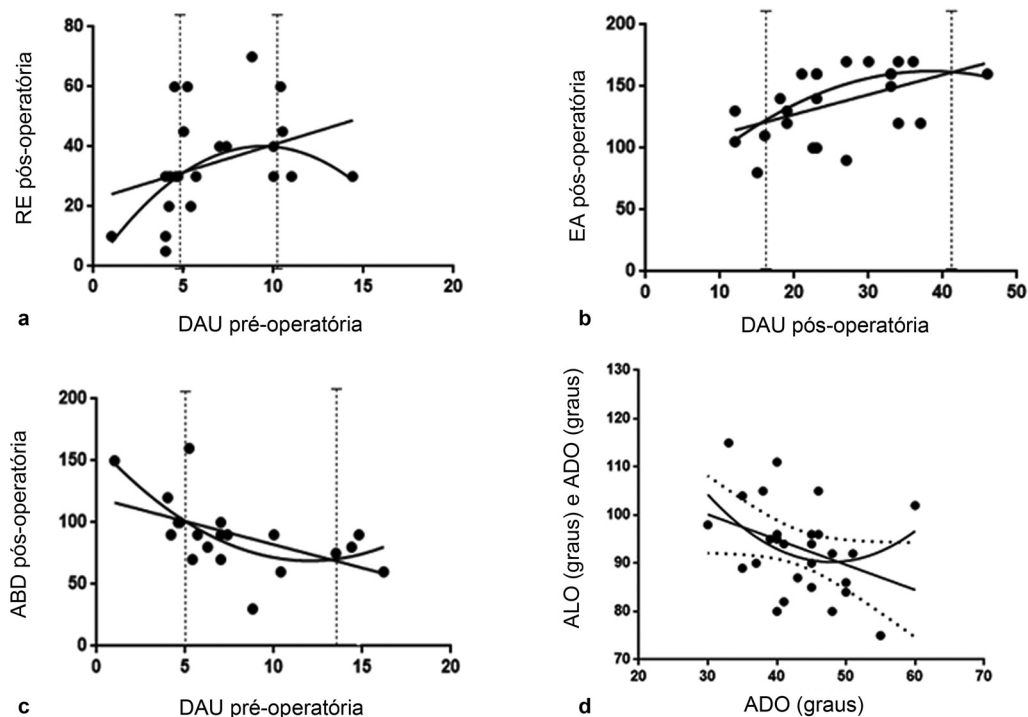 RE pós-operatória
80
60
40
20
0
0 5 10 15 20
DAU pré-operatória
a
EA pós-operatória
200
150
100
50
0
0 10 20 30 40 50
DAU pós-operatória
b
ABD pós-operatória
200
150
100
50
0
0 5 10 15 20
DAU pré-operatória
c
ALO (graus) e ADO (graus)
130
120
110
100
90
80
70
20 30 40 50 60 70
ADO (graus)
d